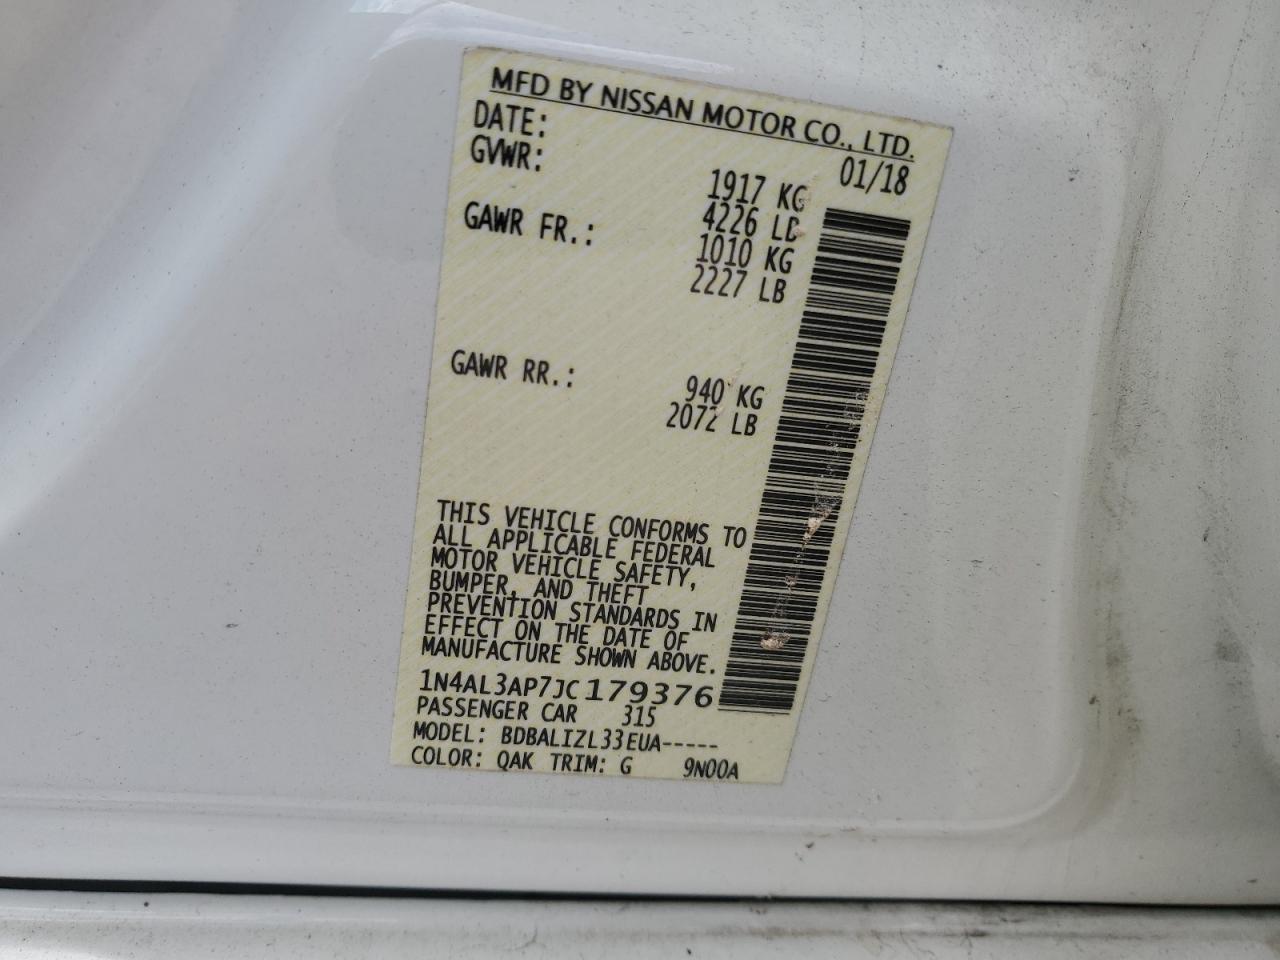 MFD BY NISSAN MOTOR CO., LTD.
DATE: 01/18
GVWR: 1917 KG
4226 LB
GAWR FR.: 1010 KG
2227 LB
GAWR RR.: 940 KG
2072 LB
THIS VEHICLE CONFORMS TO
ALL APPLICABLE FEDERAL
MOTOR VEHICLE SAFETY,
BUMPER, AND THEFT
PREVENTION STANDARDS IN
EFFECT ON THE DATE OF
MANUFACTURE SHOWN ABOVE.
1N4AL3AP7JC179376
PASSENGER CAR 315
MODEL: BDBALIZL33EUA-----
COLOR: QAK TRIM: G 9N00A